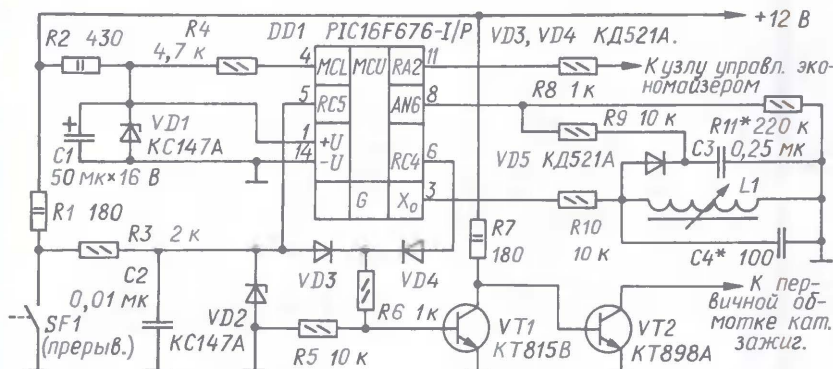 R2 430
R4
4,7 к
DD1 PIC16F676-I/P
VD3, VD4 КД521А.
+12 В
4
MCL
MCU
RA2
11
К узлу управл. эко-
номайзером
5
RC5
AN6
8
R8 1 к
R9 10 к
R11* 220 к
1
+U
14
-U
RC4
6
VD1
КС147А
C1
50 мк×16 В
VD5 КД521А
C3
0,25 мк
G
X₀
3
L1
R1 180
R3 2 к
R7
180
R10
10 к
C4* 100
C2
0,01 мк
VD3
VD4
К пер-
вичной об-
мотке кат.
зажиг.
SF1
(прерыв.)
VD2
КС147А
R6 1к
R5 10 к
VT1
КТ815В
VT2
КТ898А